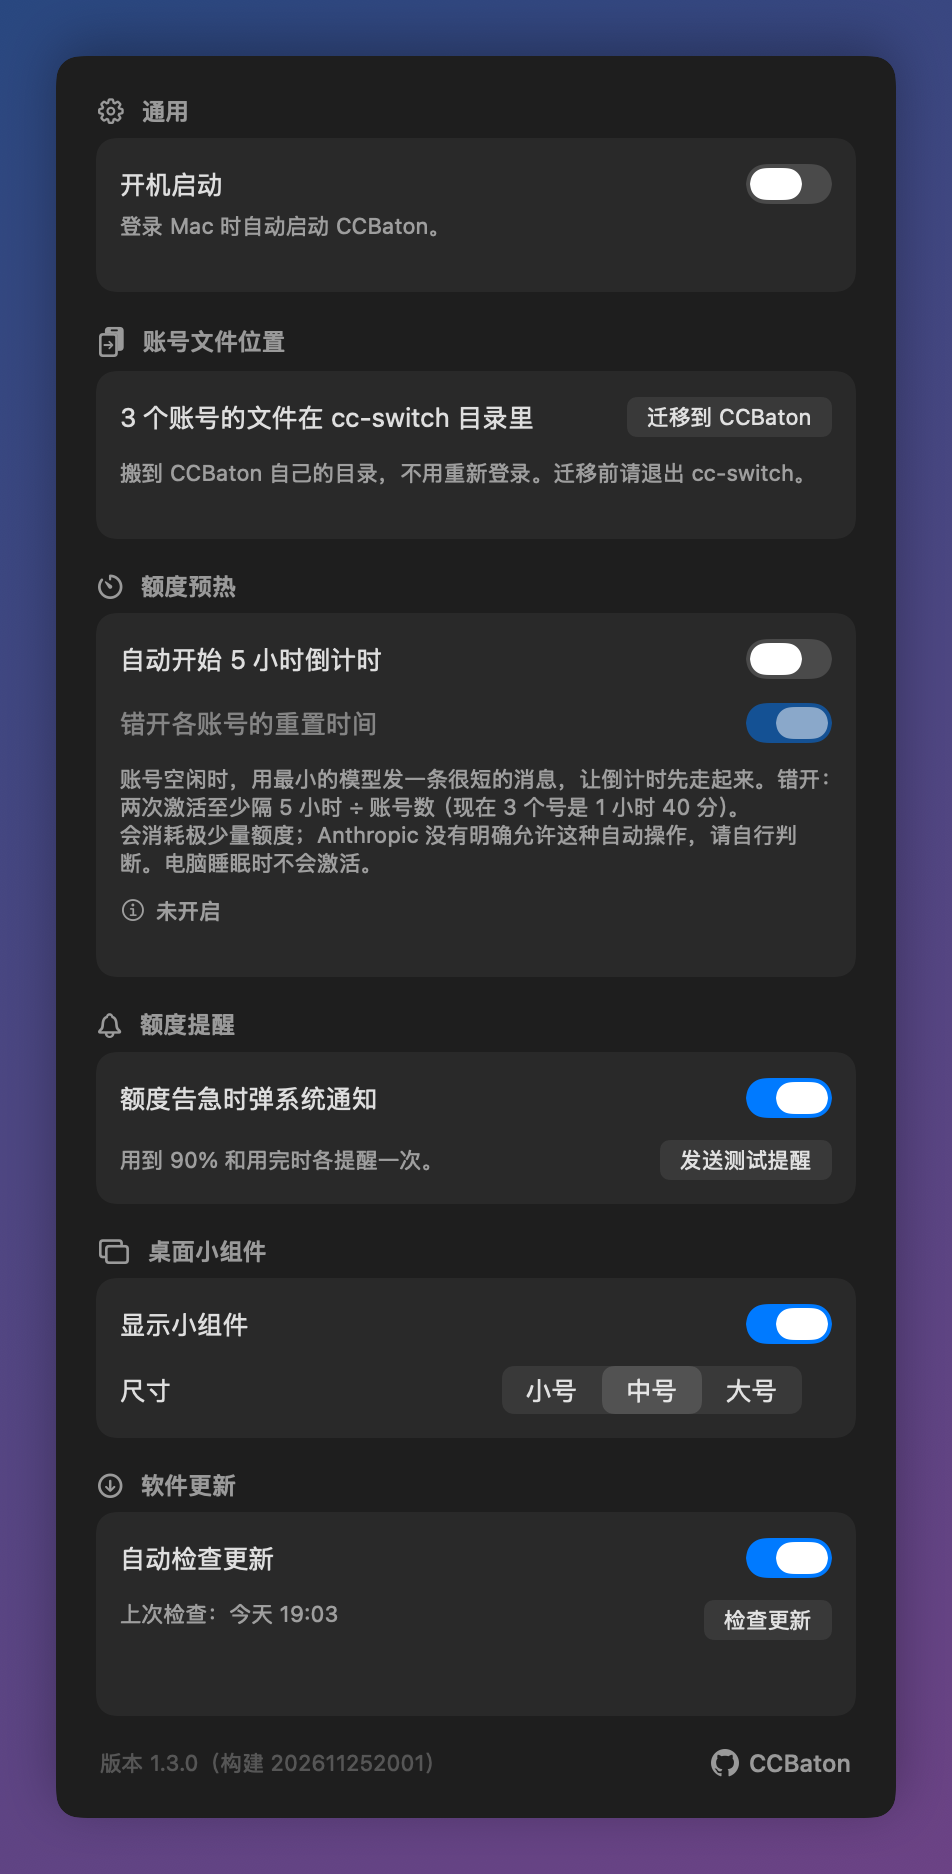 通用
开机启动
登录 Mac 时自动启动 CCBaton。
账号文件位置
3 个账号的文件在 cc-switch 目录里
迁移到 CCBaton
搬到 CCBaton 自己的目录，不用重新登录。迁移前请退出 cc-switch。
额度预热
自动开始 5 小时倒计时
错开各账号的重置时间
账号空闲时，用最小的模型发一条很短的消息，让倒计时先走起来。错开：
两次激活至少隔 5 小时 ÷ 账号数（现在 3 个号是 1 小时 40 分）。
会消耗极少量额度；Anthropic 没有明确允许这种自动操作，请自行判
断。电脑睡眠时不会激活。
未开启
额度提醒
额度告急时弹系统通知
用到 90% 和用完时各提醒一次。
发送测试提醒
桌面小组件
显示小组件
尺寸
小号 中号 大号
软件更新
自动检查更新
上次检查：今天 19:03
检查更新
版本 1.3.0（构建 202611252001）
CCBaton